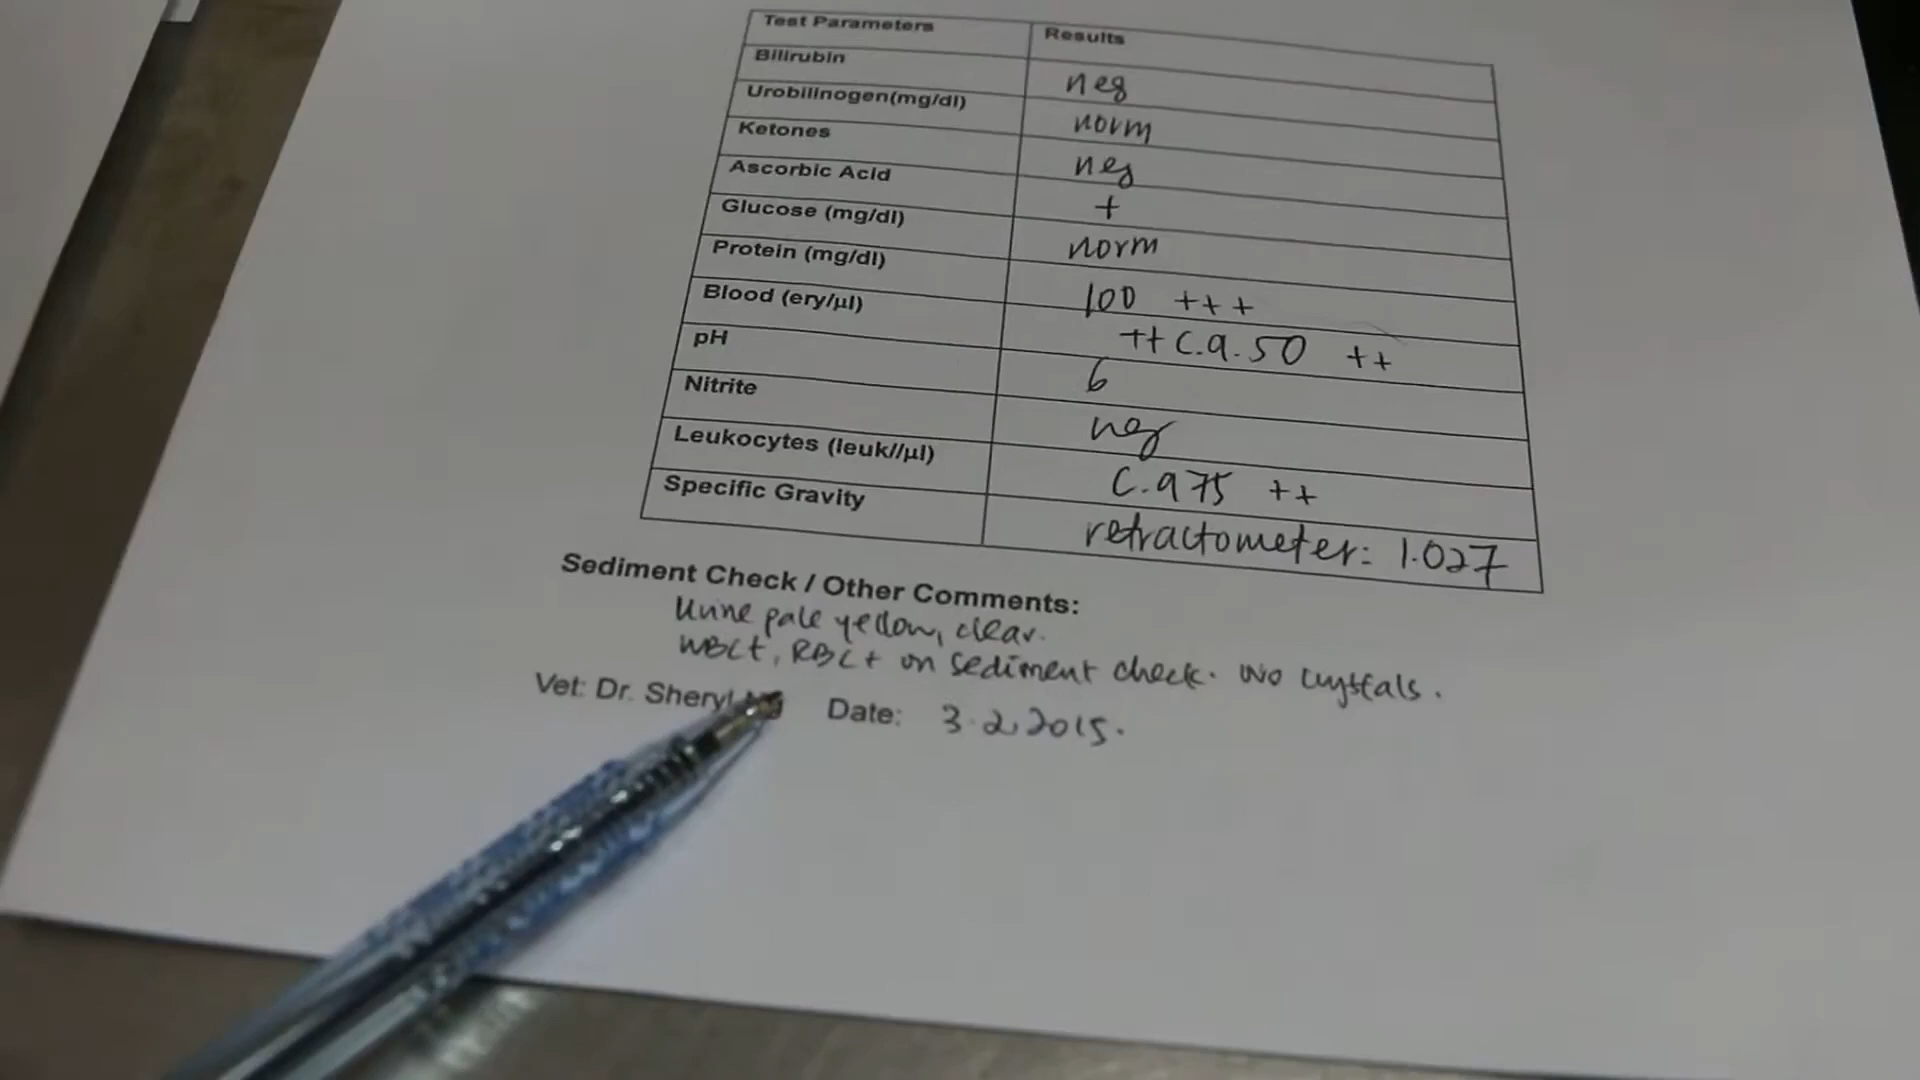 Test Parameters Results
Bilirubin neg
Urobilinogen(mg/dl) norm
Ketones neg
Ascorbic Acid +
Glucose (mg/dl) norm
Protein (mg/dl) 100 +++
Blood (ery/µl) ++ c.a. 50 ++
pH 6
Nitrite neg
Leukocytes (leuk//µl) c.a 75 ++
Specific Gravity refractometer: 1.027
Sediment Check / Other Comments:
Urine pale yellow, clear.
WBC+, RBC+ on sediment check. No crystals.
Vet: Dr. Sheryl Date: 3.2.2015.